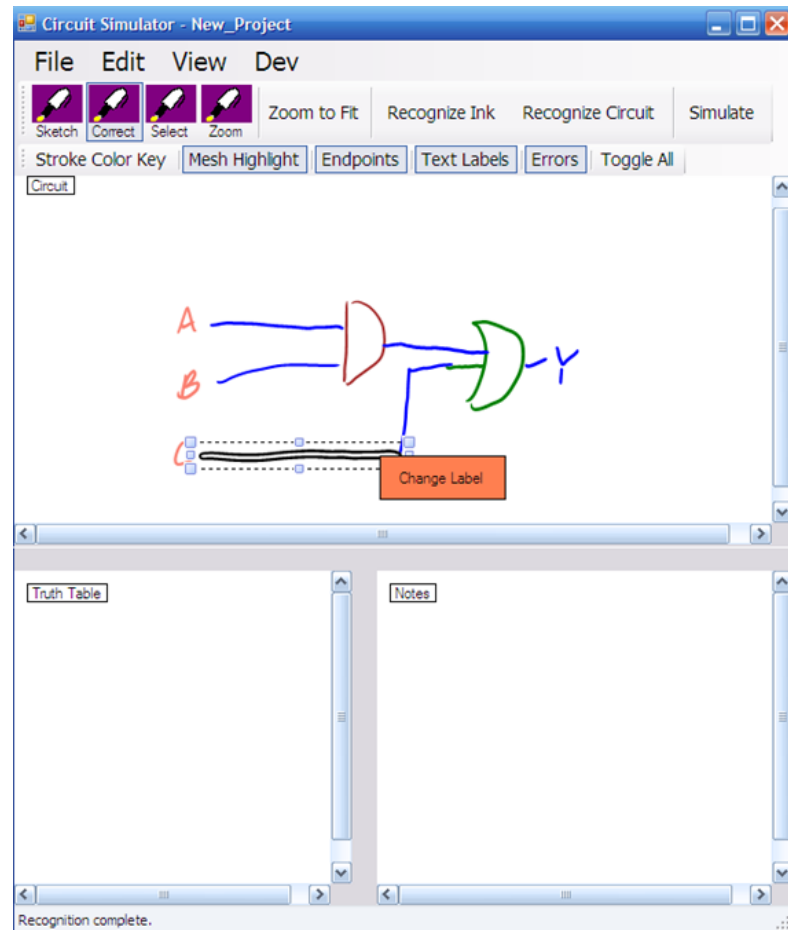 Circuit Simulator - New_Project
File Edit View Dev
Sketch Correct Select Zoom Zoom to Fit Recognize Ink Recognize Circuit Simulate
Stroke Color Key Mesh Highlight Endpoints Text Labels Errors Toggle All
Circuit
A
B
Y
C
Change Label
Truth Table
Notes
Recognition complete.